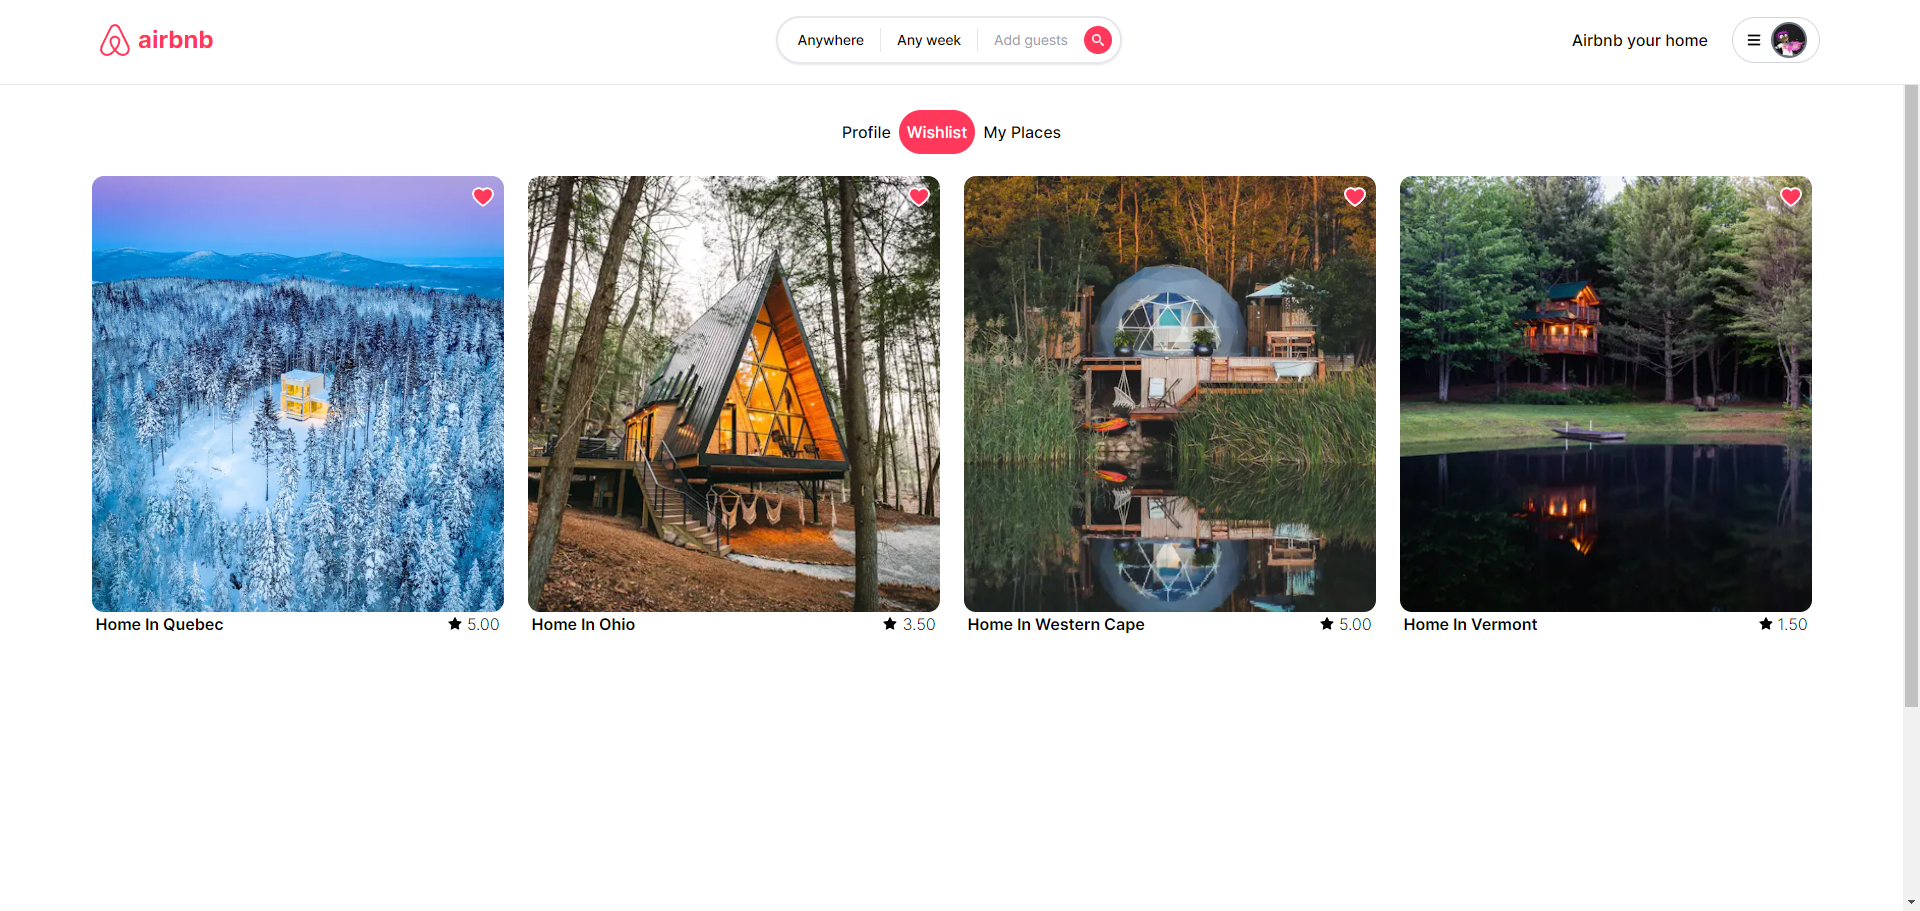 airbnb
Anywhere Any week Add guests
Airbnb your home
Profile Wishlist My Places
Home In Quebec 5.00
Home In Ohio 3.50
Home In Western Cape 5.00
Home In Vermont 1.50